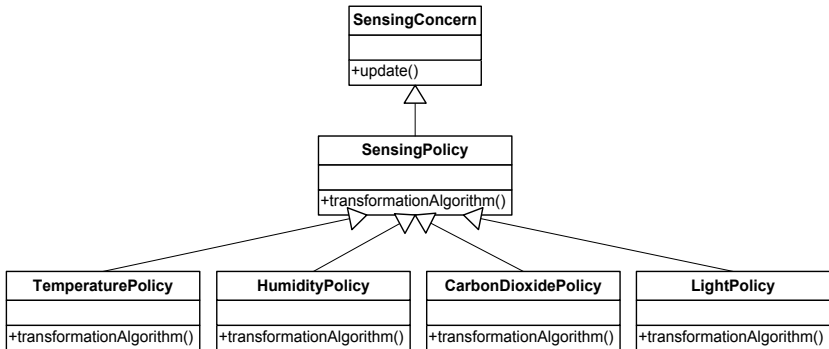 SensingConcern
+update()
SensingPolicy
+transformationAlgorithm()
TemperaturePolicy
HumidityPolicy
CarbonDioxidePolicy
LightPolicy
+transformationAlgorithm()
+transformationAlgorithm()
+transformationAlgorithm()
+transformationAlgorithm()